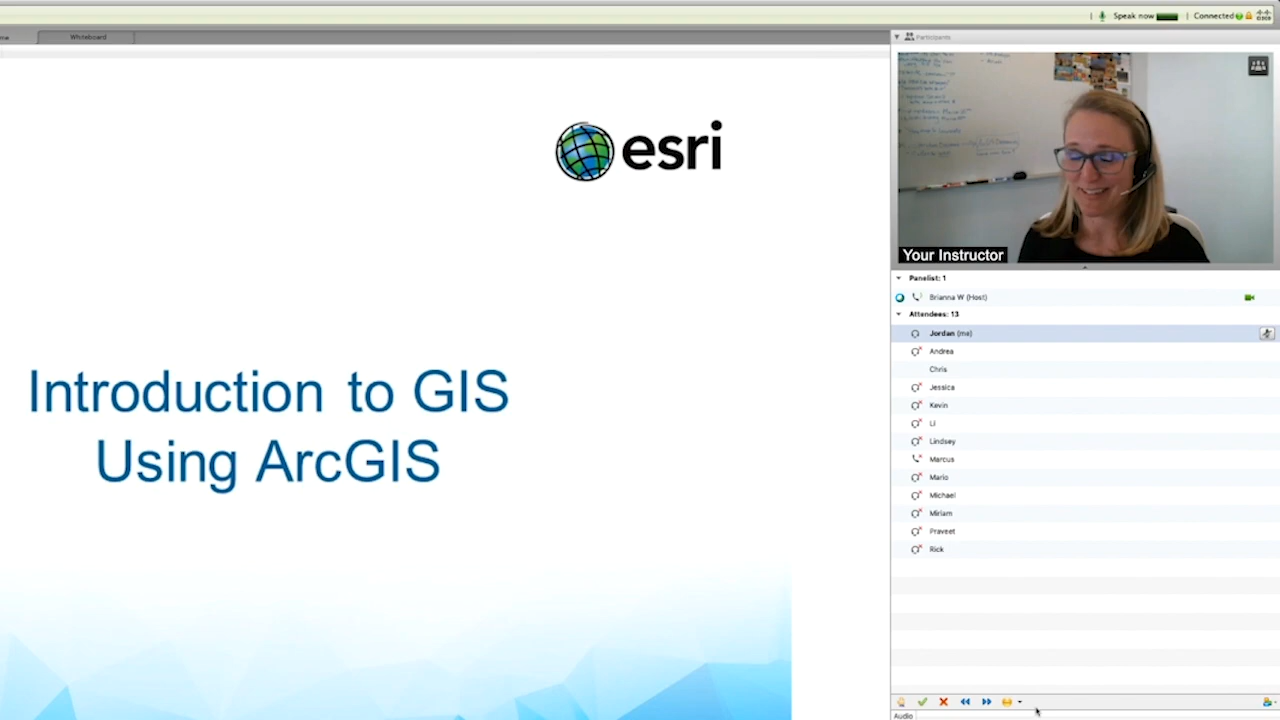 Speak now
Connected
Whiteboard
Participants
esri
Your Instructor
Introduction to GIS
Using ArcGIS
Panelist: 1
Brianna W (Host)
Attendees: 13
Jordan (me)
Andrea
Chris
Jessica
Kevin
Li
Lindsey
Marcus
Mario
Michael
Miriam
Praveet
Rick
Audio